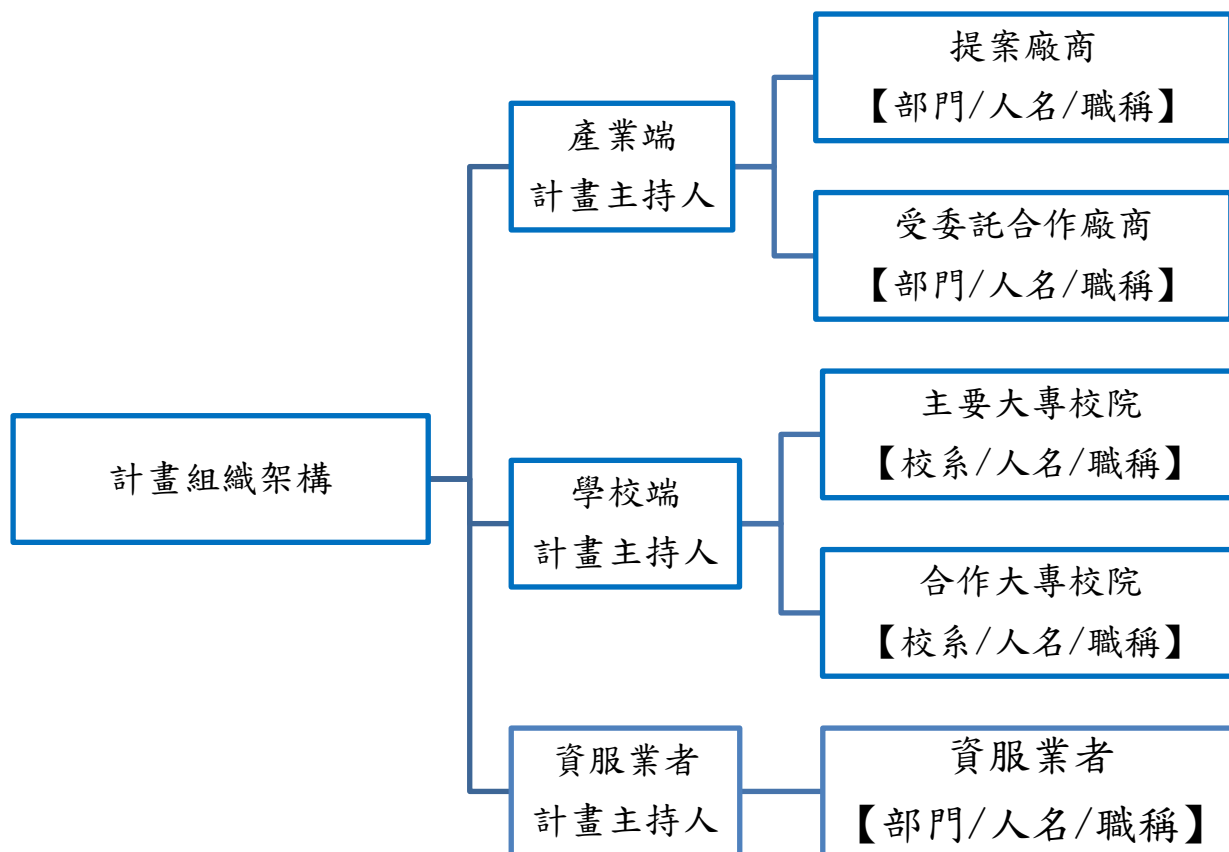 計畫組織架構
產業端
計畫主持人
提案廠商
【部門/人名/職稱】
受委託合作廠商
【部門/人名/職稱】
學校端
計畫主持人
主要大專校院
【校系/人名/職稱】
合作大專校院
【校系/人名/職稱】
資服業者
計畫主持人
資服業者
【部門/人名/職稱】